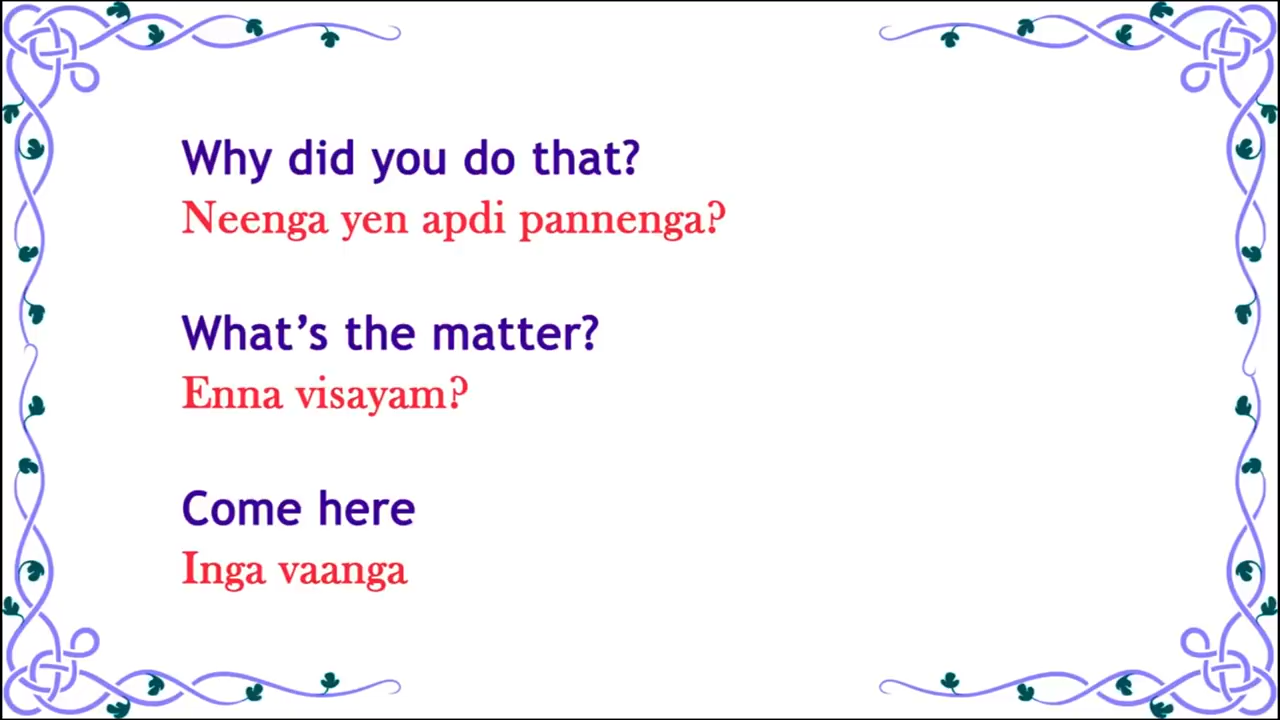 Why did you do that?
Neenga yen apdi pannenga?
What’s the matter?
Enna visayam?
Come here
Inga vaanga